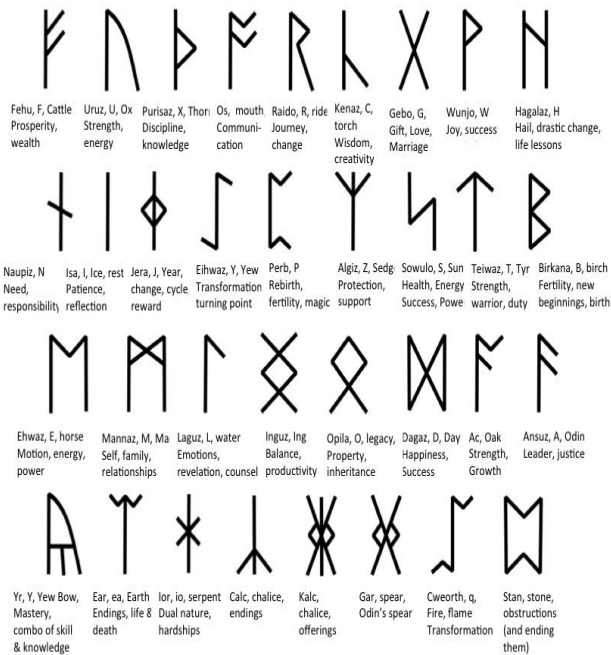 Fehu, F, Cattle
Prosperity,
wealth
Uruz, U, Ox
Strength,
energy
Purisaz, X, Thor
Discipline,
knowledge
Os, mouth
Communi-
cation
Raido, R, ride
Journey,
change
Kenaz, C,
torch
Wisdom,
creativity
Gebo, G,
Gift, Love,
Marriage
Wunjo, W
Joy, success
Hagalaz, H
Hail, drastic change,
life lessons
Naupiz, N
Need,
responsibility
Isa, I, Ice, rest
Patience,
reflection
Jera, J, Year,
change, cycle
reward
Eihwaz, Y, Yew
Transformation
turning point
Perb, P
Rebirth,
fertility, magic
Algiz, Z, Sedg
Protection,
support
Sowulo, S, Sun
Health, Energy
Success, Powe
Teiwaz, T, Tyr
Strength,
warrior, duty
Birkana, B, birch
Fertility, new
beginnings, birth
Ehwaz, E, horse
Motion, energy,
power
Mannaz, M, Ma
Self, family,
relationships
Laguz, L, water
Emotions,
revelation, counsel
Inguz, Ing
Balance,
productivity
Opila, O, legacy,
Property,
inheritance
Dagaz, D, Day
Happiness,
Success
Ac, Oak
Strength,
Growth
Ansuz, A, Odin
Leader, justice
Yr, Y, Yew Bow,
Mastery,
combo of skill
& knowledge
Ear, ea, Earth
Endings, life &
death
Ior, io, serpent
Dual nature,
hardships
Calc, chalice,
endings
Kalc,
chalice,
offerings
Gar, spear,
Odin's spear
Cweorth, q,
Fire, flame
Transformation
Stan, stone,
obstructions
(and ending
them)